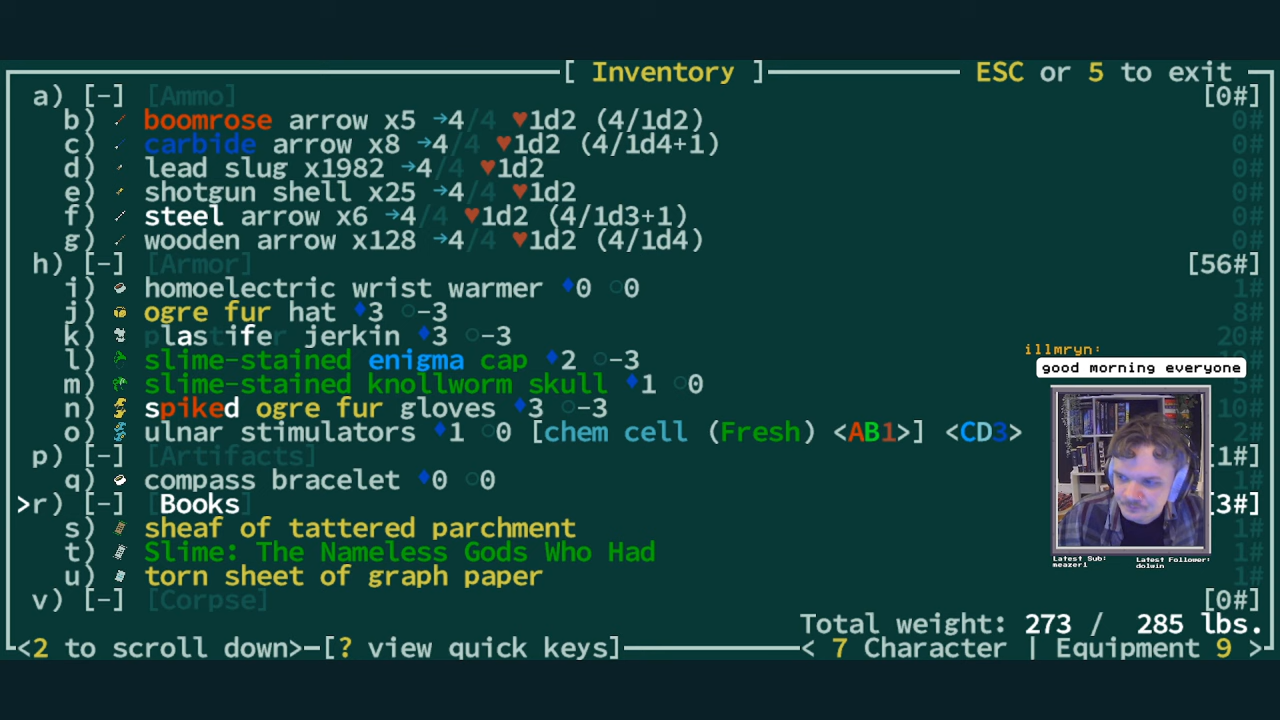 [ Inventory ] ESC or 5 to exit
a) [-] [Ammo] [0#]
b) boomrose arrow x5 →4/4 ♥1d2 (4/1d2) 0#
c) carbide arrow x8 →4/4 ♥1d2 (4/1d4+1) 0#
d) lead slug x1982 →4/4 ♥1d2 0#
e) shotgun shell x25 →4/4 ♥1d2 0#
f) steel arrow x6 →4/4 ♥1d2 (4/1d3+1) 0#
g) wooden arrow x128 →4/4 ♥1d2 (4/1d4) 0#
h) [-] [Armor] [56#]
i) homoelectric wrist warmer ♦0 ○0 1#
j) ogre fur hat ♦3 ○-3 8#
k) plastifer jerkin ♦3 ○-3 20#
l) slime-stained enigma cap ♦2 ○-3
m) slime-stained knollworm skull ♦1 ○0 5#
n) spiked ogre fur gloves ♦3 ○-3 10#
o) ulnar stimulators ♦1 ○0 [chem cell (Fresh) <AB1>] <CD3> 2#
p) [-] [Artifacts] [1#]
q) compass bracelet ♦0 ○0 1#
>r) [-] [Books] [3#]
s) sheaf of tattered parchment 1#
t) Slime: The Nameless Gods Who Had 1#
u) torn sheet of graph paper 1#
v) [-] [Corpse] [0#]
Total weight: 273 / 285 lbs.
<2 to scroll down> [? view quick keys] < 7 Character | Equipment 9 >
illmryn:
good morning everyone
Latest Sub: Latest Follower:
meazeri dolwin